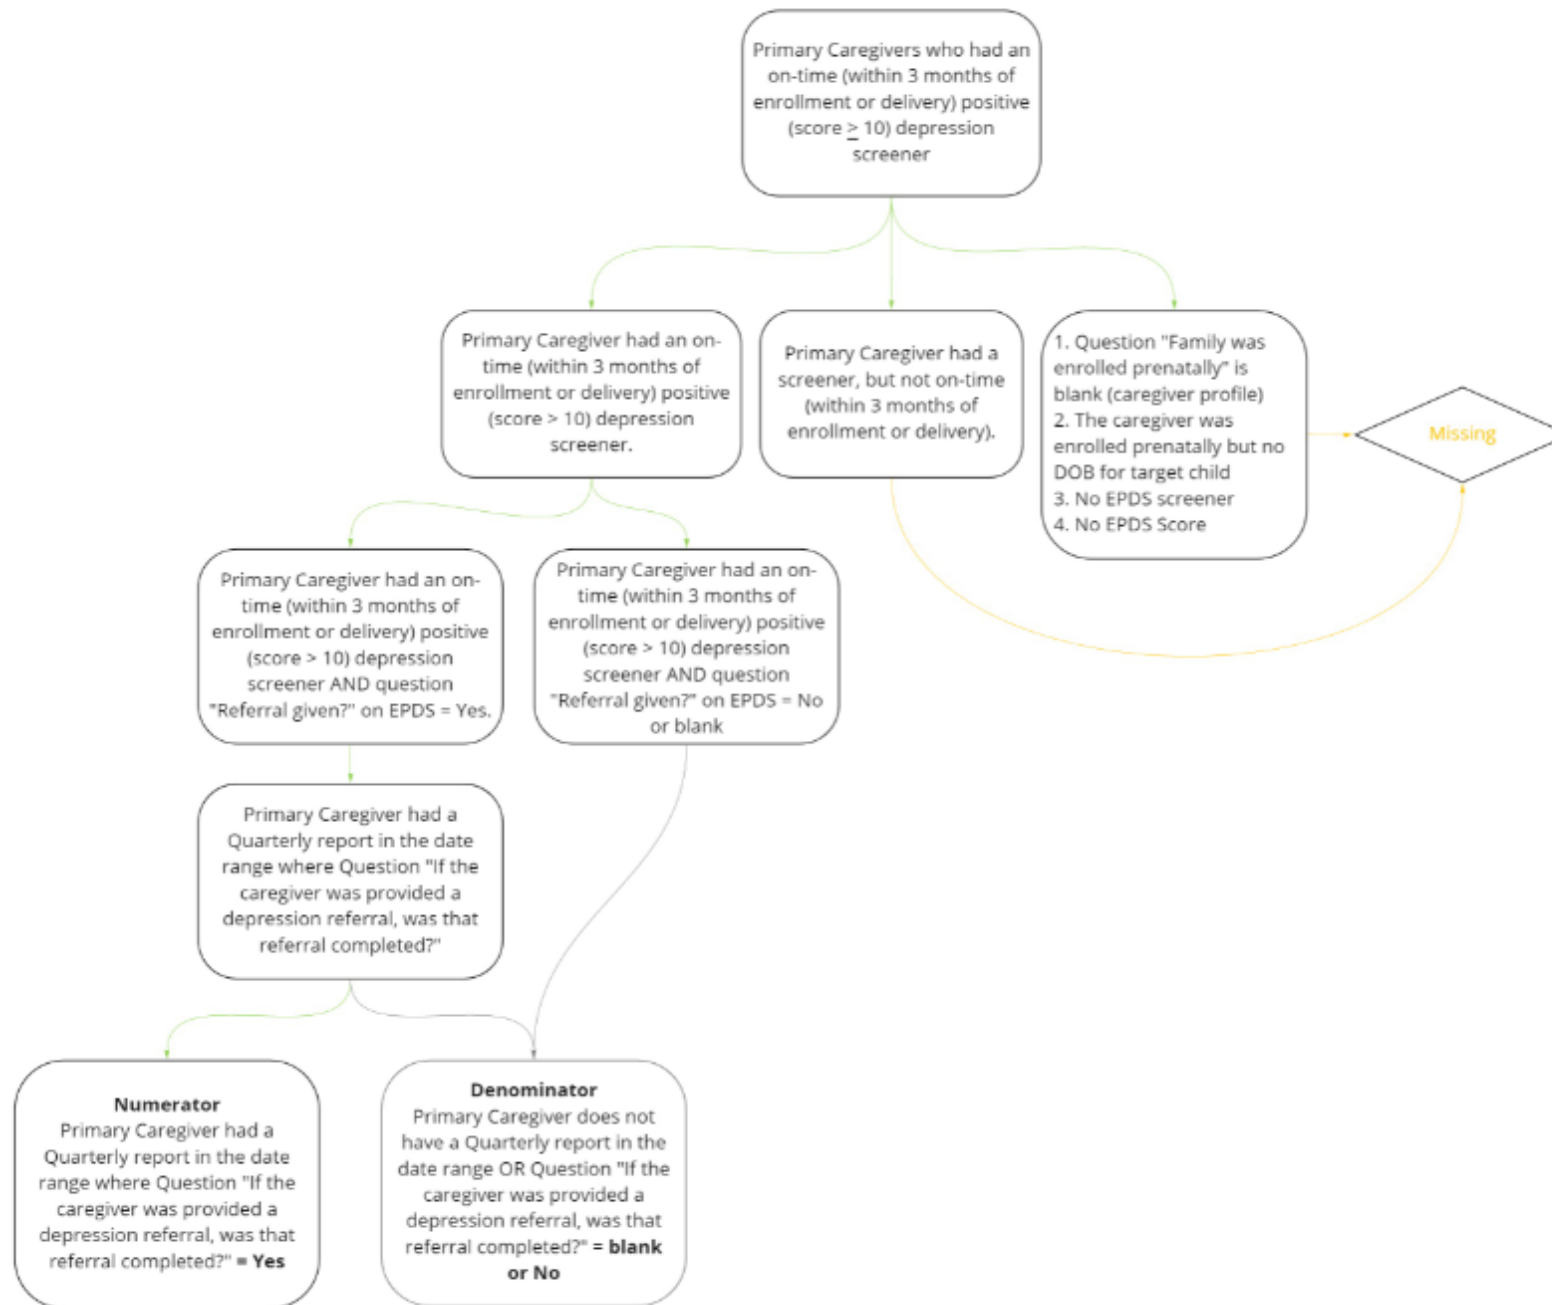 Primary Caregivers who had an
on-time (within 3 months of
enrollment or delivery) positive
(score ≥ 10) depression
screener
Primary Caregiver had an on-
time (within 3 months of
enrollment or delivery) positive
(score > 10) depression
screener.
Primary Caregiver had a
screener, but not on-time
(within 3 months of
enrollment or delivery).
1. Question "Family was
enrolled prenatally" is
blank (caregiver profile)
2. The caregiver was
enrolled prenatally but no
DOB for target child
3. No EPDS screener
4. No EPDS Score
Missing
Primary Caregiver had an on-
time (within 3 months of
enrollment or delivery) positive
(score > 10) depression
screener AND question
"Referral given?" on EPDS = Yes.
Primary Caregiver had an on-
time (within 3 months of
enrollment or delivery) positive
(score > 10) depression
screener AND question
"Referral given?" on EPDS = No
or blank
Primary Caregiver had a
Quarterly report in the date
range where Question "If the
caregiver was provided a
depression referral, was that
referral completed?"
Numerator
Primary Caregiver had a
Quarterly report in the date
range where Question "If the
caregiver was provided a
depression referral, was that
referral completed?" = Yes
Denominator
Primary Caregiver does not
have a Quarterly report in the
date range OR Question "If the
caregiver was provided a
depression referral, was that
referral completed?" = blank
or No